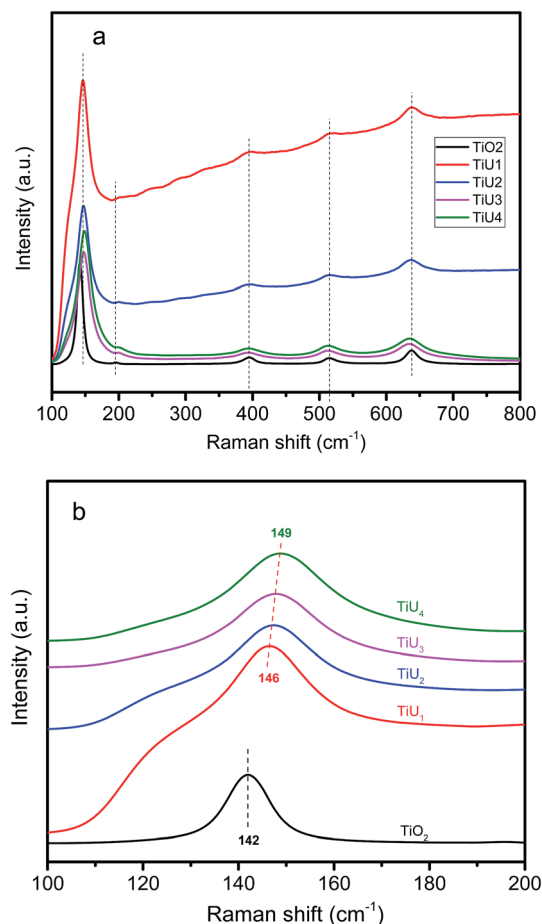 a
Intensity (a.u.)
TiO2
TiU1
TiU2
TiU3
TiU4
100 200 300 400 500 600 700 800
Raman shift (cm⁻¹)
b
Intensity (a.u.)
149
TiU₄
TiU₃
TiU₂
146
TiU₁
142
TiO₂
100 120 140 160 180 200
Raman shift (cm⁻¹)